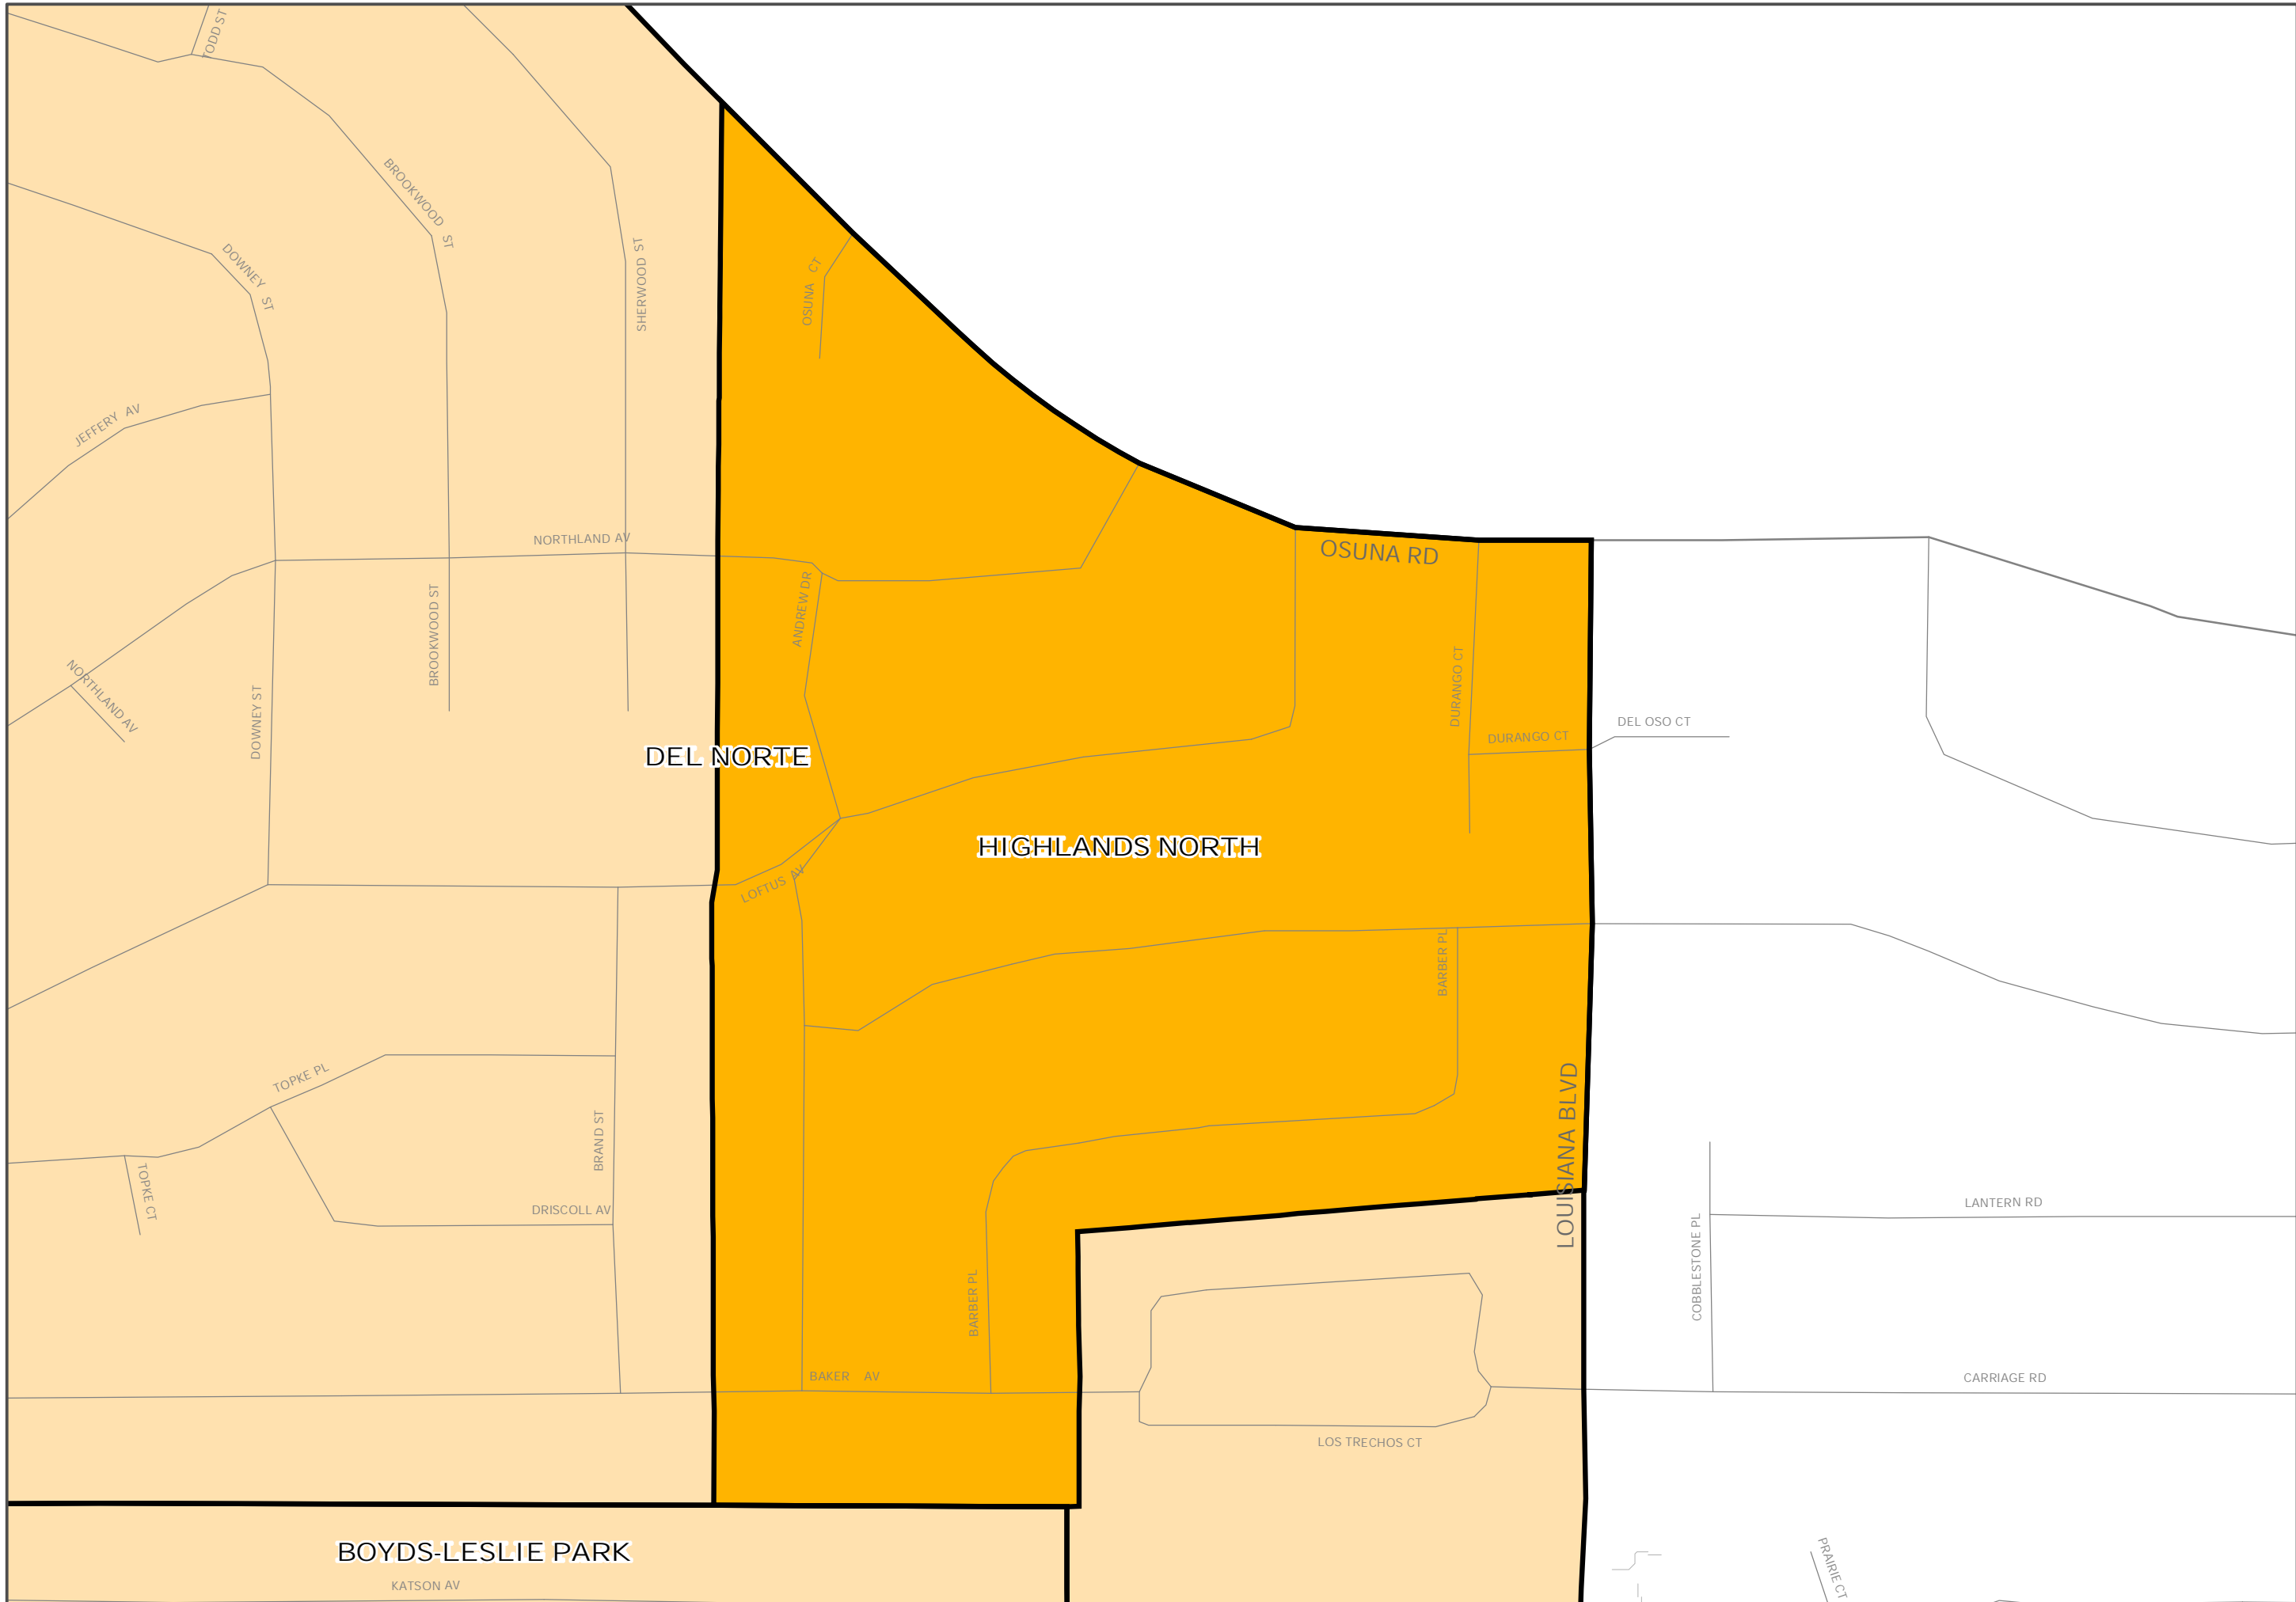 TODD ST
BROOKWOOD ST
DOWNEY ST
SHERWOOD ST
OSUNA CT
JEFFERY AV
NORTHLAND AV
OSUNA RD
ANDREW DR
BROOKWOOD ST
NORTHLAND AV
DOWNEY ST
DURANGO CT
DURANGO CT
DEL OSO CT
DEL NORTE
HIGHLANDS NORTH
LOFTUS AV
BARBER PL
TOPKE PL
TOPKE CT
BRAND ST
DRISCOLL AV
LOUISIANA BLVD
LANTERN RD
COBBLESTONE PL
BARBER PL
BAKER AV
CARRIAGE RD
LOS TRECHOS CT
BOYDS-LESLIE PARK
KATSON AV
PRAIRIE CT